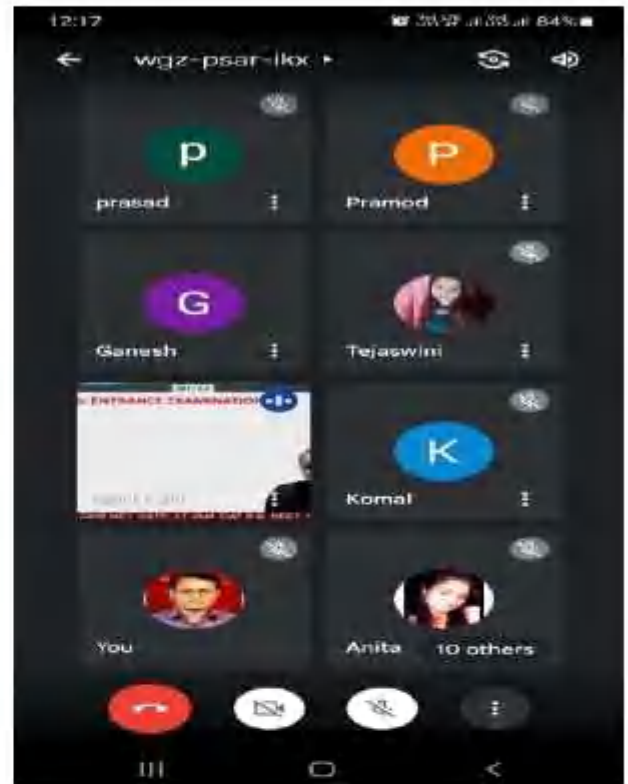 12:17 84%
wgz-psar-ikx
p P
prasad Pramod
G
Ganesh Tejaswini
ENTRANCE EXAMINATION
K
Komal
You Anita 10 others